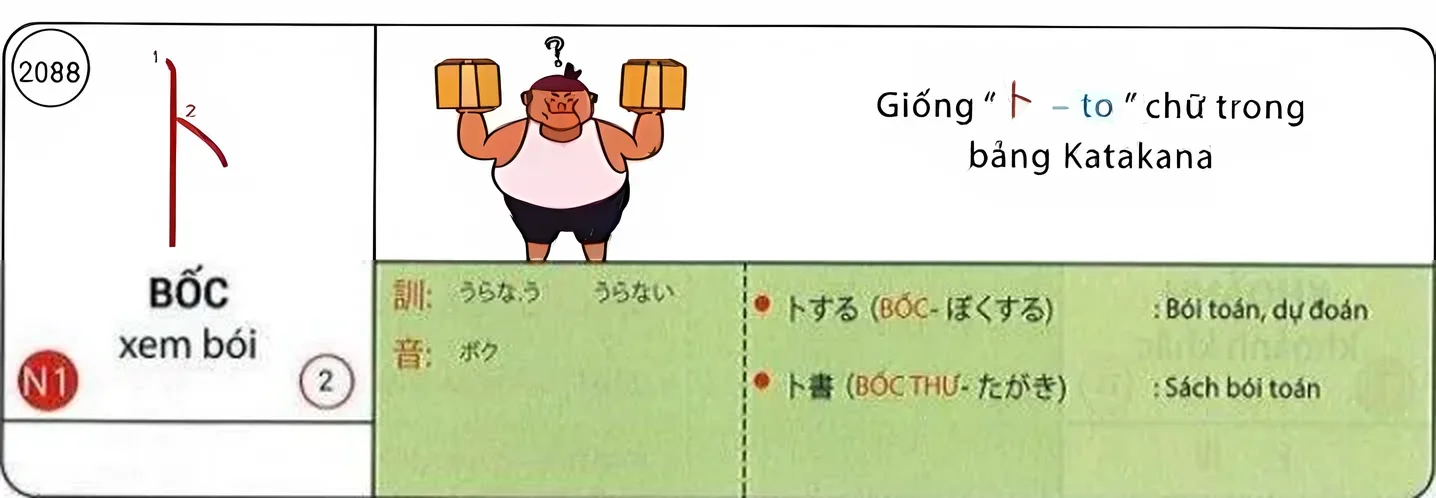 2088
1
2
BỐC
xem bói
N1
2
?
Giống “ ト – to ” chữ trong
bảng Katakana
訓: うらな.う うらない
音: ボク
● 卜する (BỐC- ぼくする) : Bói toán, dự đoán
● 卜書 (BỐC THƯ- たがき) : Sách bói toán